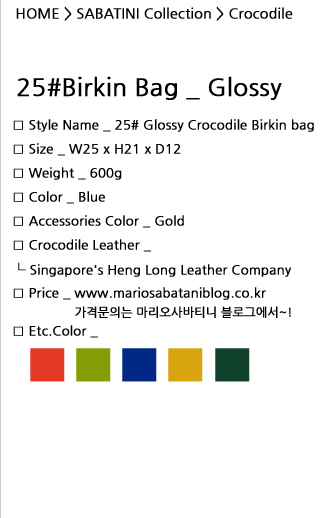 HOME > SABATINI Collection > Crocodile
25#Birkin Bag _ Glossy
□ Style Name _ 25# Glossy Crocodile Birkin bag
□ Size _ W25 x H21 x D12
□ Weight _ 600g
□ Color _ Blue
□ Accessories Color _ Gold
□ Crocodile Leather _
└ Singapore's Heng Long Leather Company
□ Price _ www.mariosabataniblog.co.kr
가격문의는 마리오사바티니 블로그에서~!
□ Etc.Color _